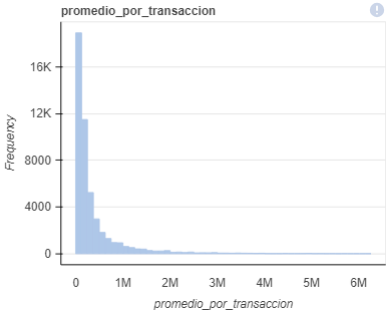 promedio_por_transaccion
!
16K
12K
8000
4000
0
Frequency
0 1M 2M 3M 4M 5M 6M
promedio_por_transaccion